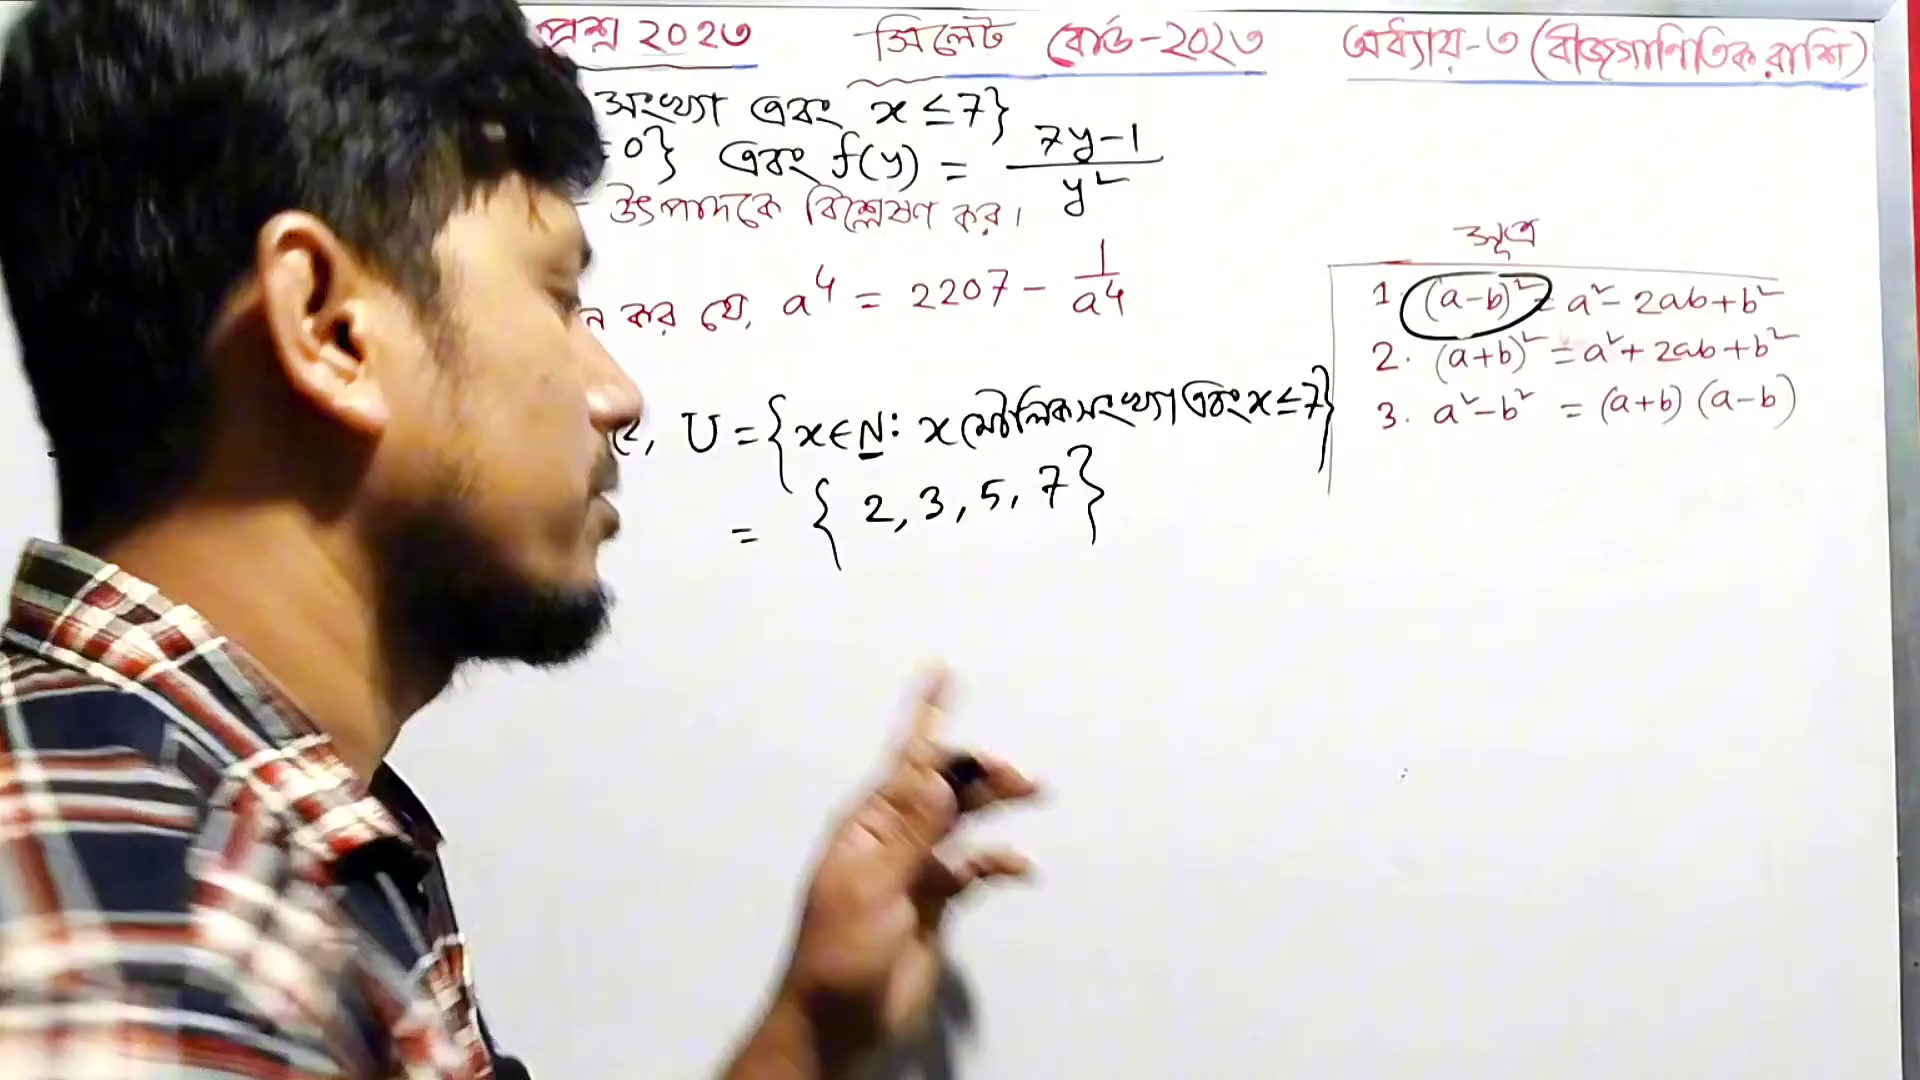 প্রশ্ন ২০২৩ সিলেট বোর্ড-২০২৩ অধ্যায়-৩ (বীজগাণিতিক রাশি)
সংখ্যা এবং x ≤ 7}
= 0} এবং f(y) = (7y-1)/y²
উৎপাদকে বিশ্লেষণ কর।
কর যে, a⁴ = 2207 - 1/a⁴
U = {x∈N: x মৌলিক সংখ্যা এবং x ≤ 7}
= {2, 3, 5, 7}
সূত্র
1. (a-b)² = a² - 2ab + b²
2. (a+b)² = a² + 2ab + b²
3. a² - b² = (a+b) (a-b)